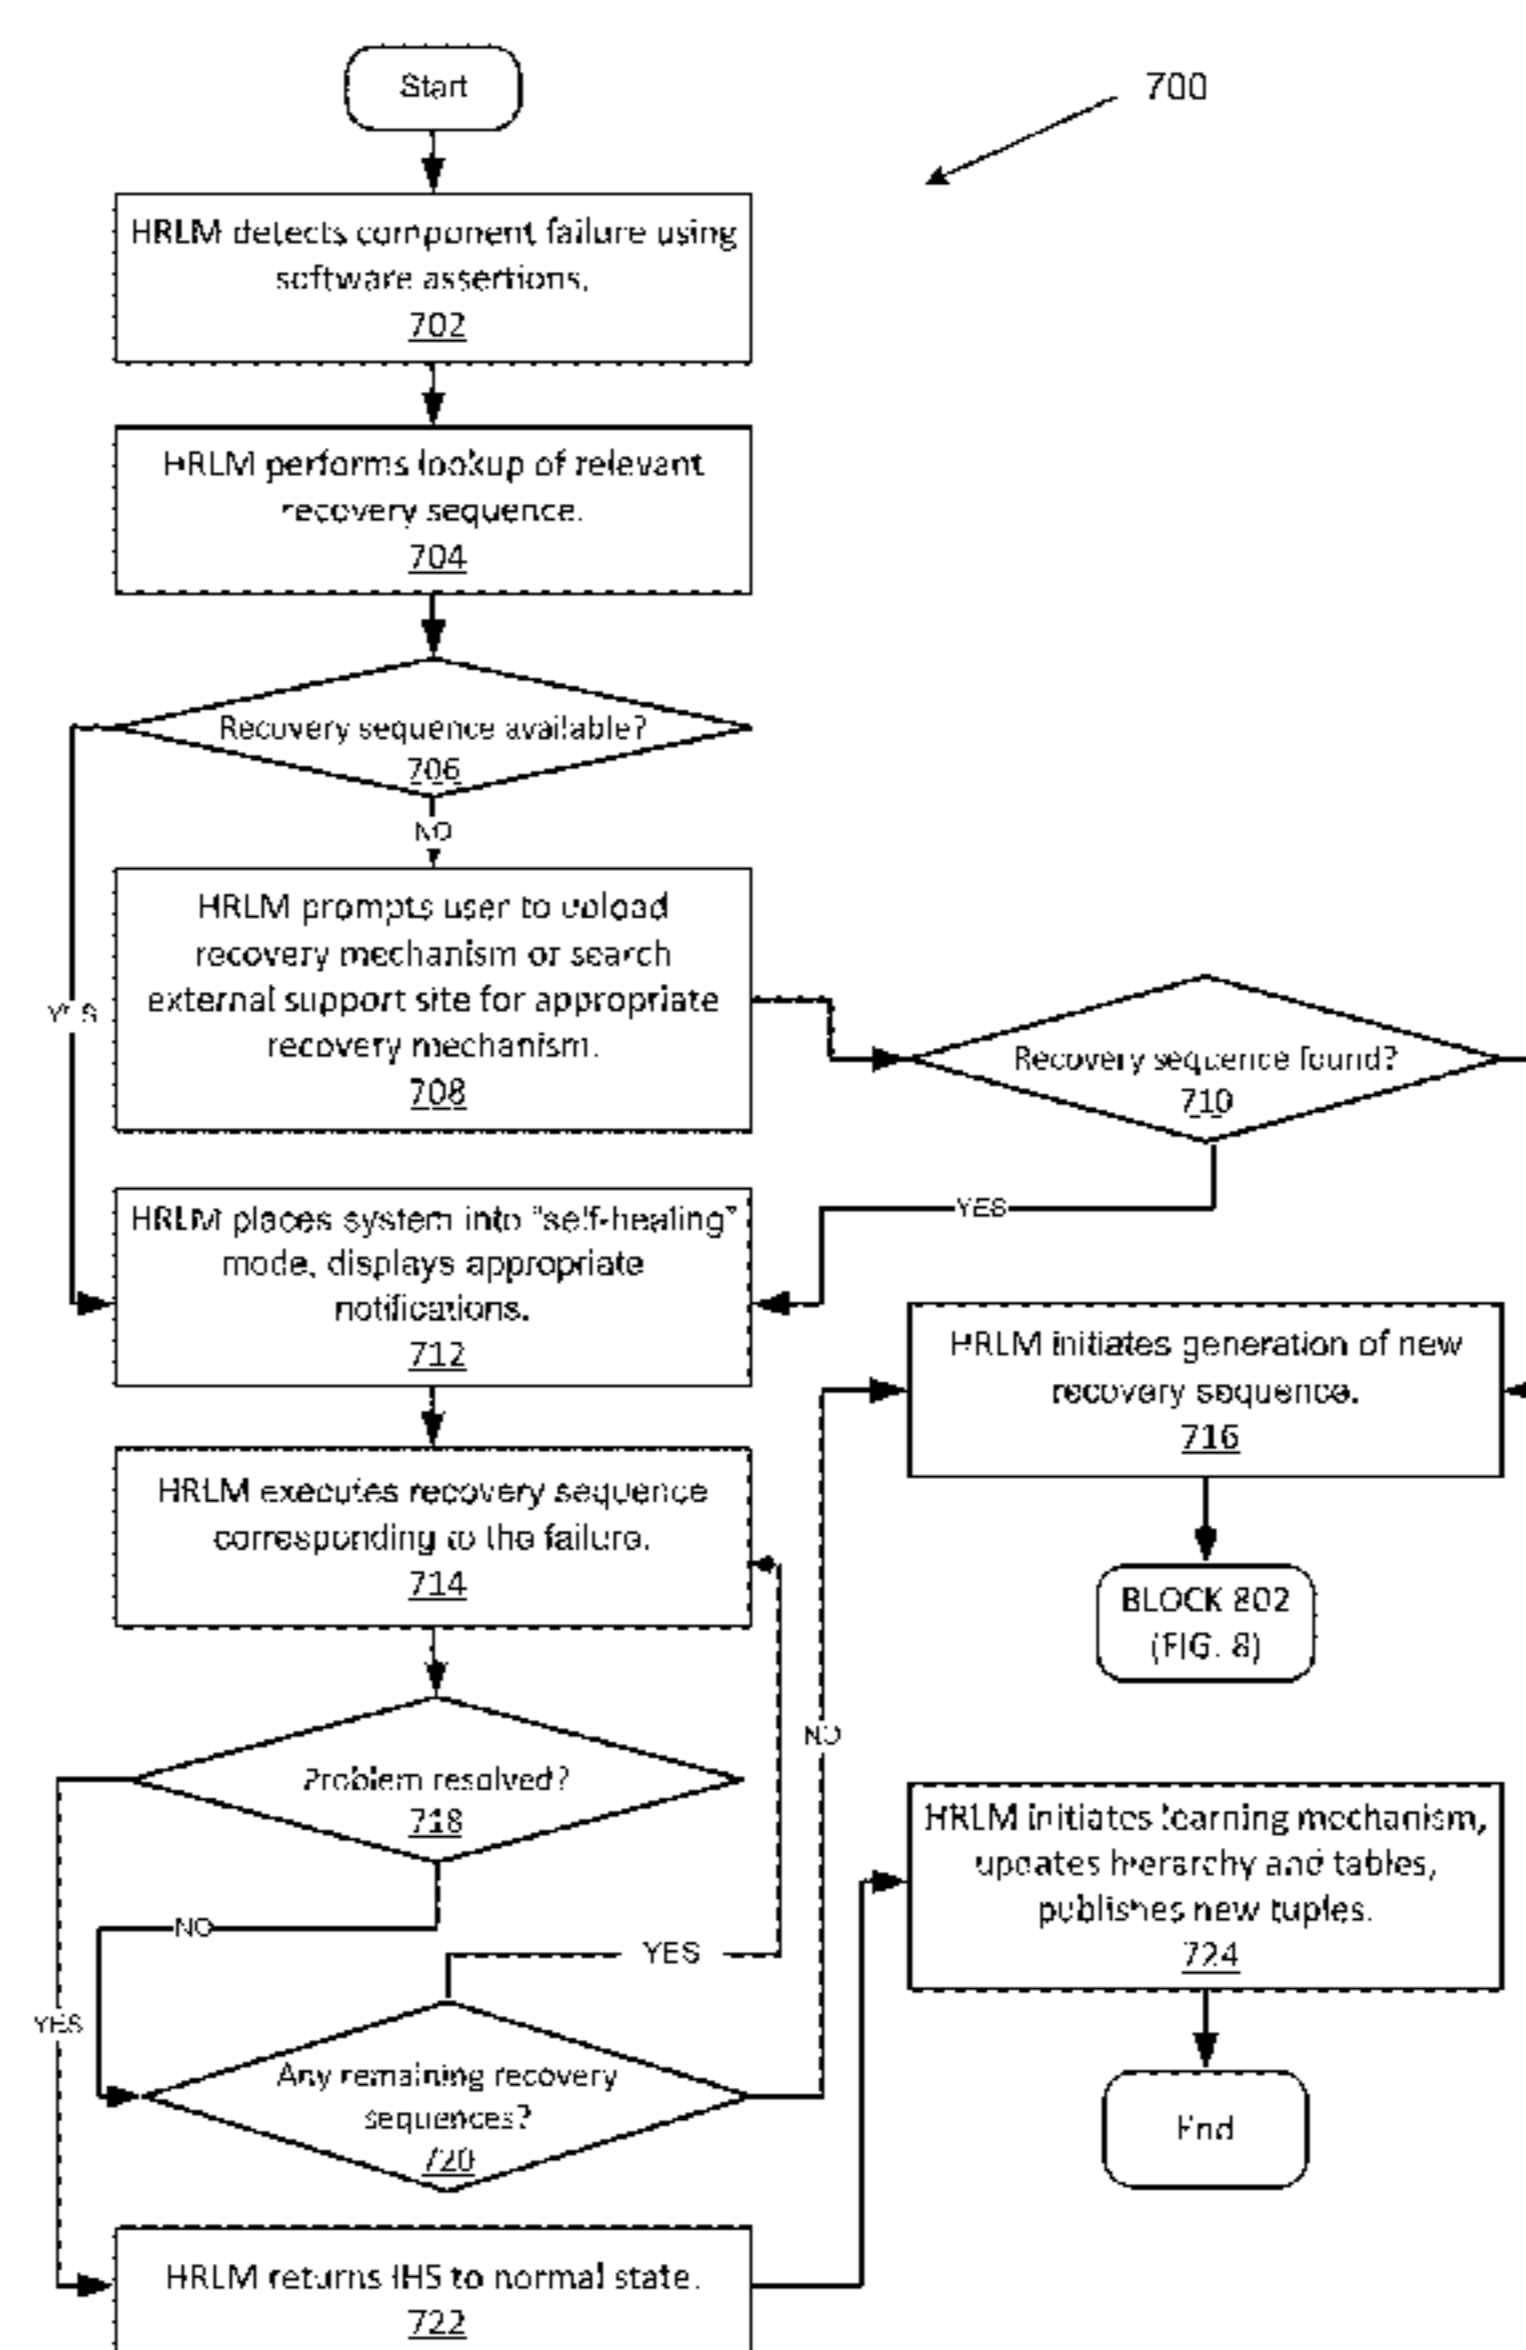 Start
700
HRLM detects component failure using
software assertions.
702
HRLM performs lookup of relevant
recovery sequence.
704
Recovery sequence available?
706
NO
YES
HRLM prompts user to upload
recovery mechanism or search
external support site for appropriate
recovery mechanism.
708
Recovery sequence found?
710
YES
HRLM places system into "self-healing"
mode, displays appropriate
notifications.
712
HRLM initiates generation of new
recovery sequence.
716
HRLM executes recovery sequence
corresponding to the failure.
714
BLOCK 802
(FIG. 8)
Problem resolved?
718
NO
NO
YES
YES
HRLM initiates learning mechanism,
updates hierarchy and tables,
publishes new tuples.
724
Any remaining recovery
sequences?
720
End
HRLM returns IHS to normal state.
722